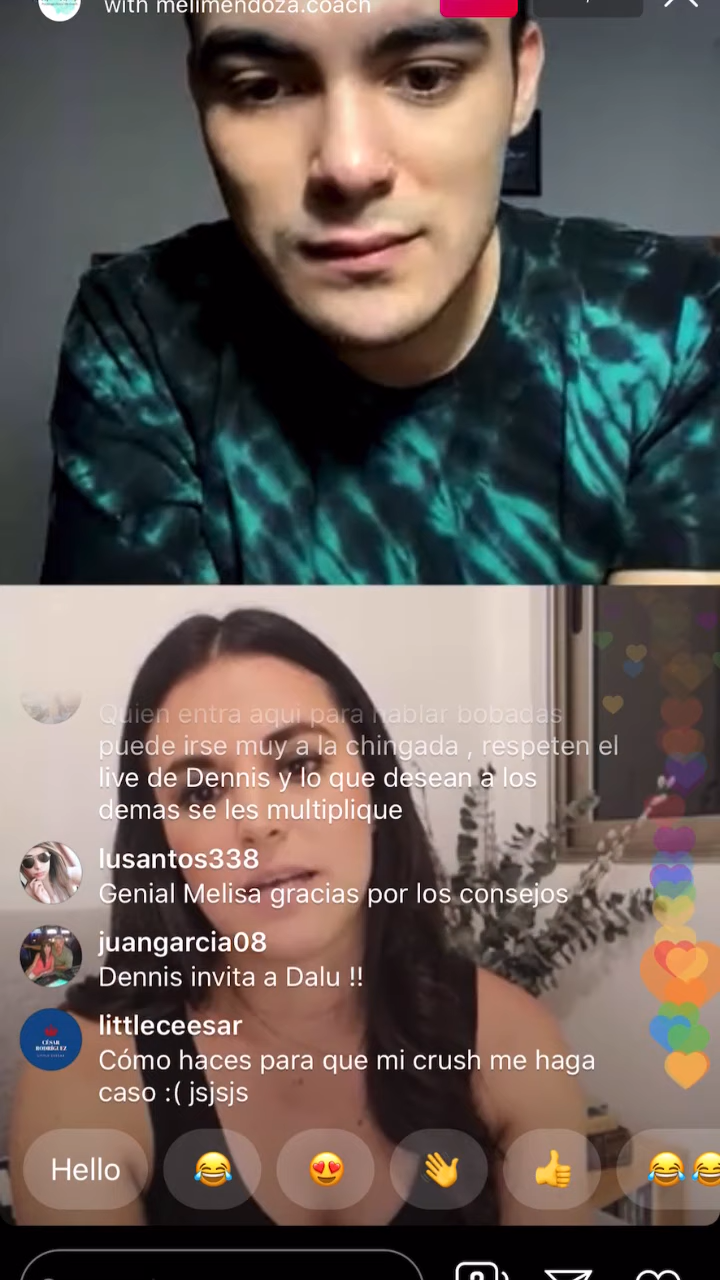 with melimendoza.coach
Quien entra aqui para hablar bobadas
puede irse muy a la chingada , respeten el
live de Dennis y lo que desean a los
demas se les multiplique
lusantos338
Genial Melisa gracias por los consejos
juangarcia08
Dennis invita a Dalu !!
littleceesar
Cómo haces para que mi crush me haga
caso :( jsjsjs
CÉSAR
RODRÍGUEZ
Hello